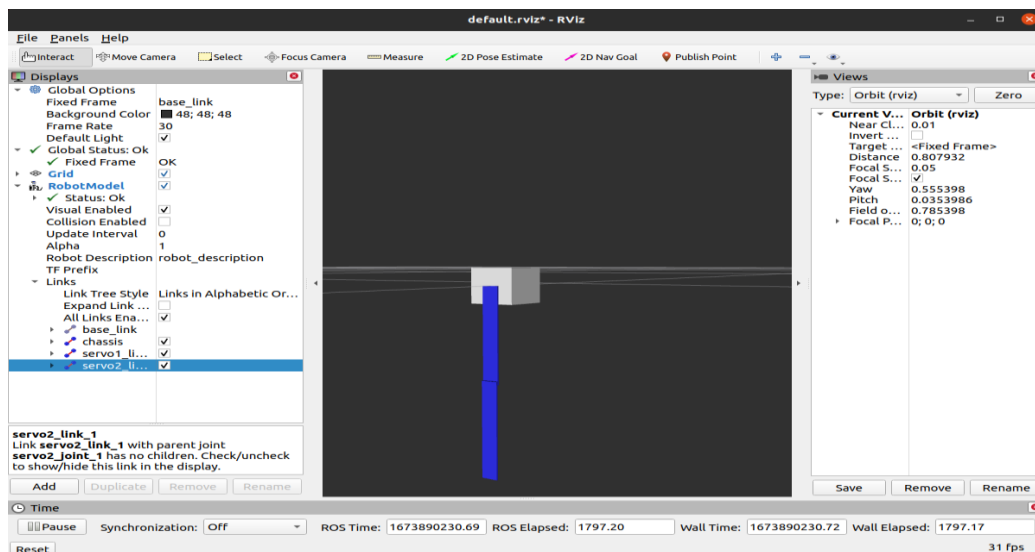 default.rviz* - RViz
File Panels Help
Interact Move Camera Select Focus Camera Measure 2D Pose Estimate 2D Nav Goal Publish Point
Displays
Global Options
Fixed Frame base_link
Background Color 48; 48; 48
Frame Rate 30
Default Light
Global Status: Ok
Fixed Frame OK
Grid
RobotModel
Status: Ok
Visual Enabled
Collision Enabled
Update Interval 0
Alpha 1
Robot Description robot_description
TF Prefix
Links
Link Tree Style Links in Alphabetic Or...
Expand Link ...
All Links Ena...
base_link
chassis
servo1_li...
servo2_li...
servo2_link_1
Link servo2_link_1 with parent joint
servo2_joint_1 has no children. Check/uncheck
to show/hide this link in the display.
Add Duplicate Remove Rename
Views
Type: Orbit (rviz) Zero
Current V... Orbit (rviz)
Near Cl... 0.01
Invert ...
Target ... <Fixed Frame>
Distance 0.807932
Focal S... 0.05
Focal S...
Yaw 0.555398
Pitch 0.0353986
Field o... 0.785398
Focal P... 0; 0; 0
Save Remove Rename
Time
Pause Synchronization: Off ROS Time: 1673890230.69 ROS Elapsed: 1797.20 Wall Time: 1673890230.72 Wall Elapsed: 1797.17
Reset 31 fps